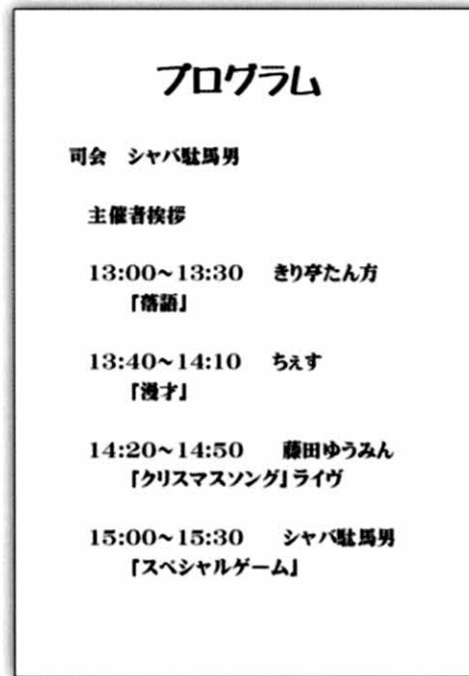 プログラム
司会　シャバ駄馬男
主催者挨拶
13:00~13:30　きり亭たん方
『落語』
13:40~14:10　ちぇす
『漫才』
14:20~14:50　藤田ゆうみん
『クリスマスソング』ライヴ
15:00~15:30　シャバ駄馬男
『スペシャルゲーム』